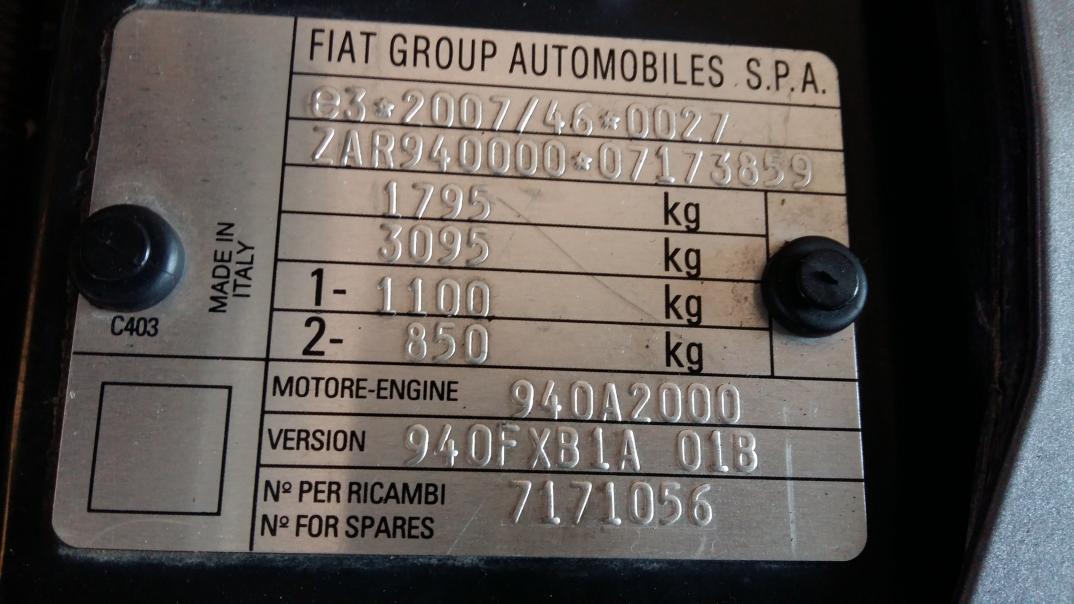 FIAT GROUP AUTOMOBILES S.P.A.
e3*2007/46*0027
ZAR940000*07173859
1795 kg
3095 kg
1- 1100 kg
2- 850 kg
MADE IN
ITALY
C403
MOTORE-ENGINE 940A2000
VERSION 940FXB1A 01B
Nº PER RICAMBI 7171056
Nº FOR SPARES